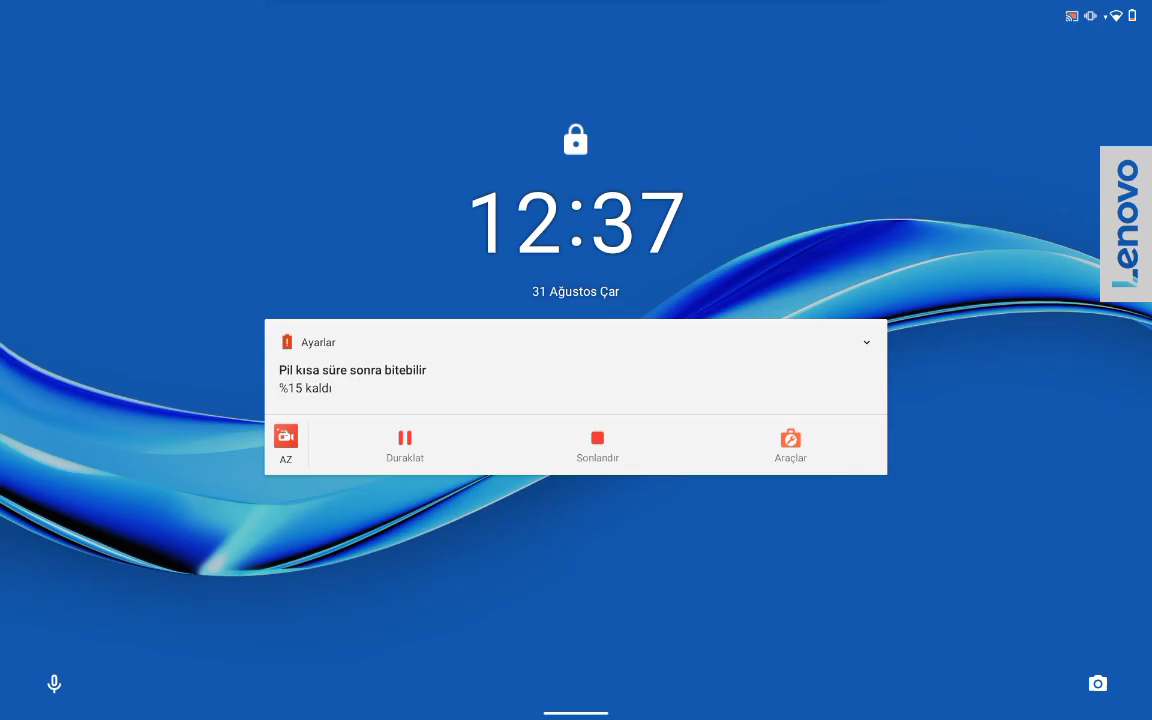 Lenovo
12:37
31 Ağustos Çar
Ayarlar
Pil kısa süre sonra bitebilir
%15 kaldı
AZ
Duraklat
Sonlandır
Araçlar